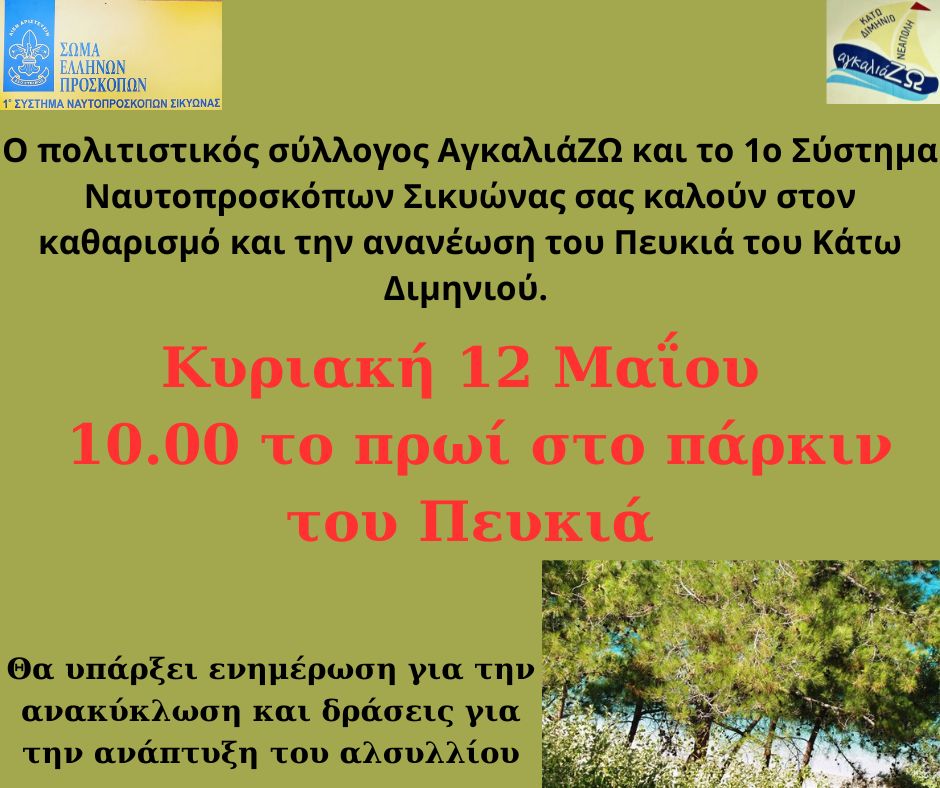 ΣΩΜΑ
ΕΛΛΗΝΩΝ
ΠΡΟΣΚΟΠΩΝ
1° ΣΥΣΤΗΜΑ ΝΑΥΤΟΠΡΟΣΚΟΠΩΝ ΣΙΚΥΩΝΑΣ
ΚΑΤΩ
ΔΙΜΗΝΙΟ
ΝΕΑΠΟΛΗ
αγκαλιάΖΩ
Ο πολιτιστικός σύλλογος ΑγκαλιάΖΩ και το 1ο Σύστημα
Ναυτοπροσκόπων Σικυώνας σας καλούν στον
καθαρισμό και την ανανέωση του Πευκιά του Κάτω
Διμηνιού.
Κυριακή 12 Μαΐου
10.00 το πρωί στο πάρκιν
του Πευκιά
Θα υπάρξει ενημέρωση για την
ανακύκλωση και δράσεις για
την ανάπτυξη του αλσυλλίου